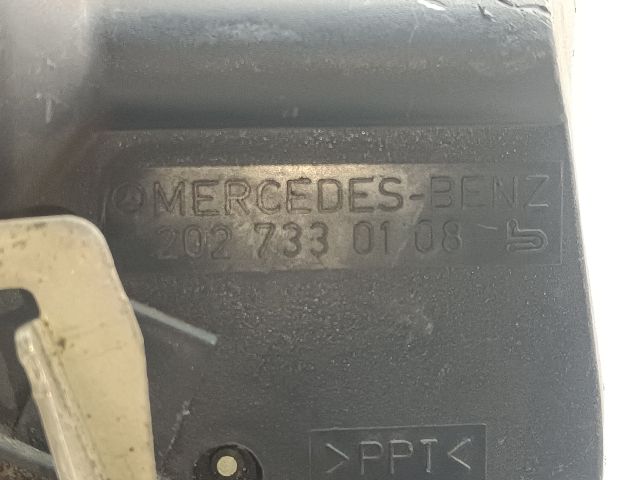 MERCEDES-BENZ
202 733 01 08
>PPT<